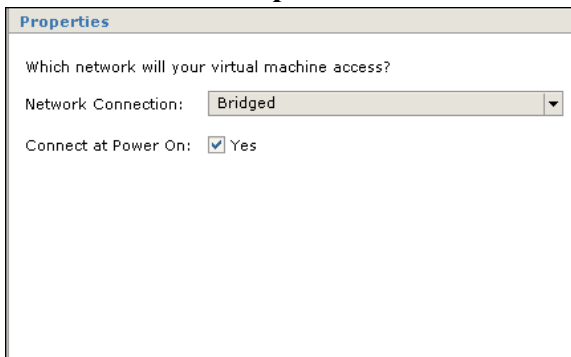 Properties
Which network will your virtual machine access?
Network Connection: Bridged
Connect at Power On: Yes